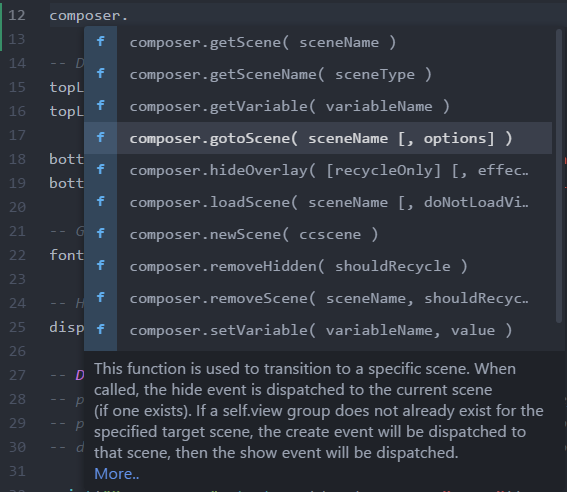 12 composer.
f composer.getScene( sceneName )
13
14 -- D
f composer.getSceneName( sceneType )
15 topL
16 topL
f composer.getVariable( variableName )
17
f composer.gotoScene( sceneName [, options] )
18 bott
f composer.hideOverlay( [recycleOnly] [, effec..
19 bott
20
f composer.loadScene( sceneName [, doNotLoadVi..
21 -- G
f composer.newScene( ccscene )
22 font
f composer.removeHidden( shouldRecycle )
23
24 -- H
f composer.removeScene( sceneName, shouldRecyc..
25 disp
f composer.setVariable( variableName, value )
26
27 -- D
28 -- p
29 -- p
30 -- d
31
This function is used to transition to a specific scene. When
called, the hide event is dispatched to the current scene
(if one exists). If a self.view group does not already exist for the
specified target scene, the create event will be dispatched to
that scene, then the show event will be dispatched.
More..